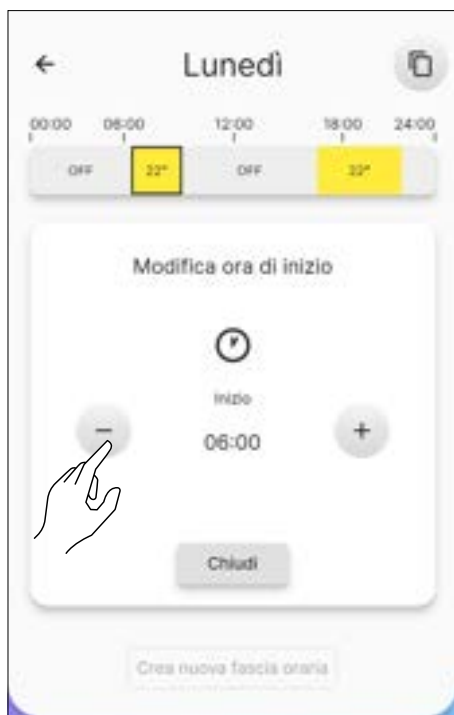 Lunedì
00:00 06:00 12:00 18:00 24:00
OFF 22° OFF 22°
Modifica ora di inizio
Inizio
06:00
Chiudi
Crea nuova fascia oraria